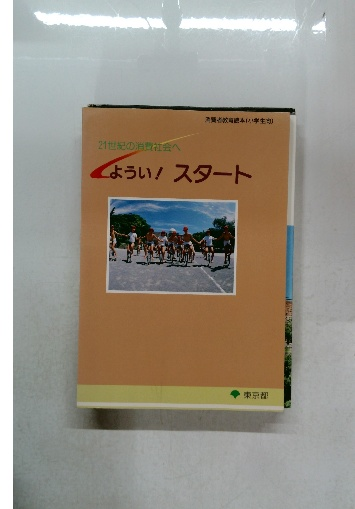 消費者教育読本(小学生用)
21世紀の消費社会へ
ようい! スタート
東京都